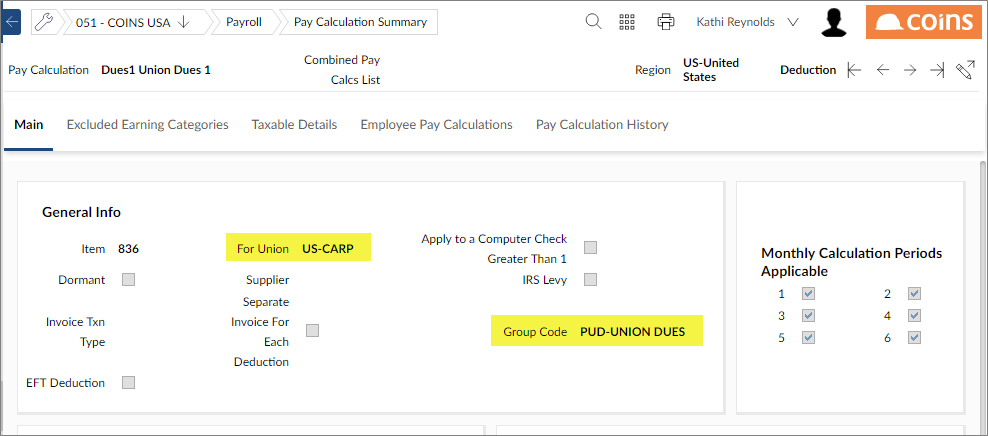 051 - COINS USA Payroll Pay Calculation Summary Kathi Reynolds coins
Pay Calculation Dues1 Union Dues 1 Combined Pay Calcs List Region US-United States Deduction
Main Excluded Earning Categories Taxable Details Employee Pay Calculations Pay Calculation History
General Info
Item 836
For Union US-CARP
Apply to a Computer Check
Greater Than 1
Dormant
Supplier
IRS Levy
Invoice Txn
Type
Separate
Invoice For
Each
Deduction
Group Code PUD-UNION DUES
EFT Deduction
Monthly Calculation Periods
Applicable
1 2
3 4
5 6